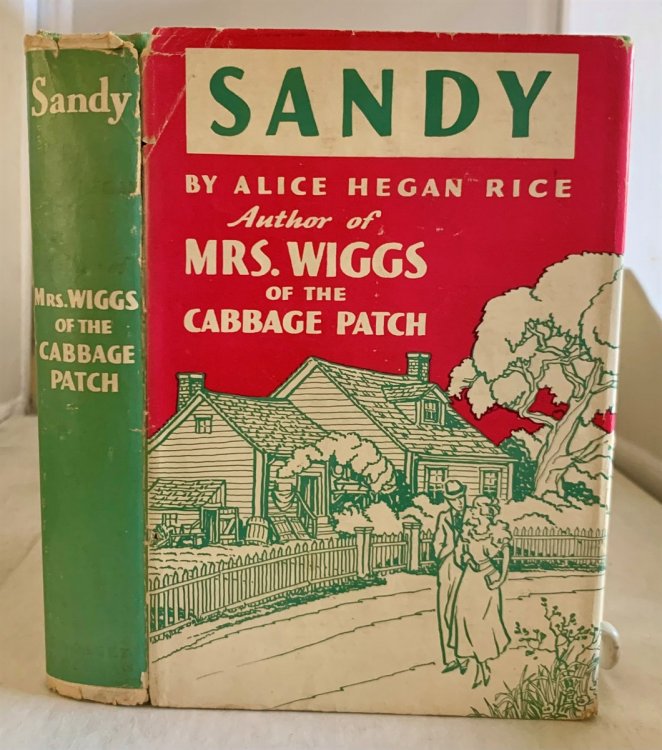 Sandy
Mrs. WIGGS
OF THE
CABBAGE
PATCH
SANDY
BY ALICE HEGAN RICE
Author of
MRS. WIGGS
OF THE
CABBAGE PATCH